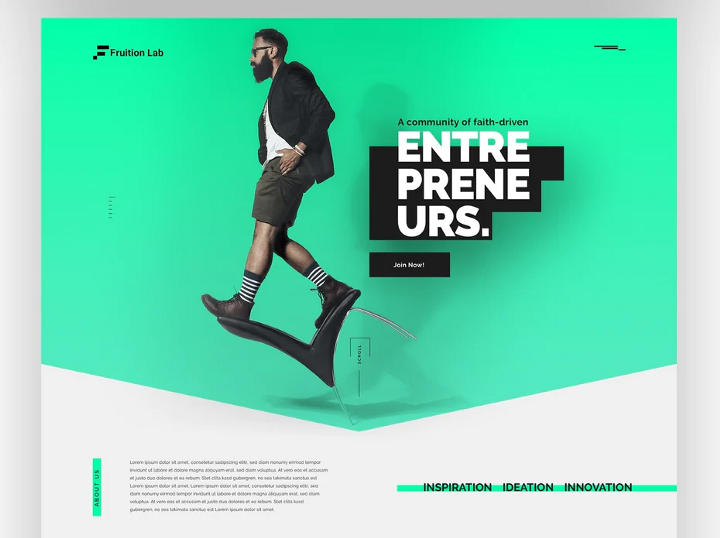 Fruition Lab
A community of faith-driven
ENTRE
PRENE
URS.
Join Now!
SCROLL
ABOUT US
Lorem ipsum dolor sit amet, consetetur sadipscing elitr, sed diam nonumy eirmod tempor
invidunt ut labore et dolore magna aliquyam erat, sed diam voluptua. At vero eos et accusam
et justo duo dolores et ea rebum. Stet clita kasd gubergren, no sea takimata sanctus est
Lorem ipsum dolor sit amet. Lorem ipsum dolor sit amet, consetetur sadipscing elitr, sed
diam nonumy eirmod tempor invidunt ut labore et dolore magna aliquyam erat, sed diam
voluptua. At vero eos et accusam et justo duo dolores et ea rebum. Stet clita kasd
gubergren, no sea takimata sanctus est Lorem ipsum dolor sit amet.
INSPIRATION IDEATION INNOVATION